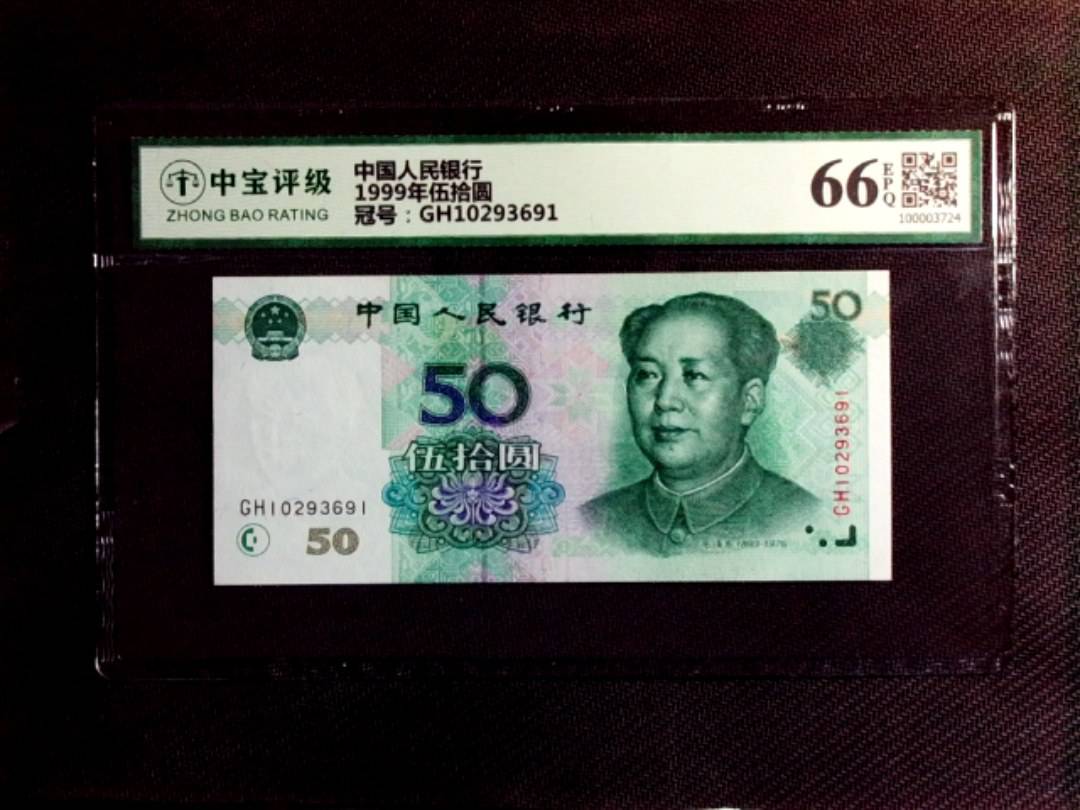 中宝评级
ZHONG BAO RATING
中国人民银行
1999年伍拾圆
冠号：GH10293691
66
EPQ
100003724
中国人民银行
50
50
伍拾圆
GH10293691
GH10293691
50